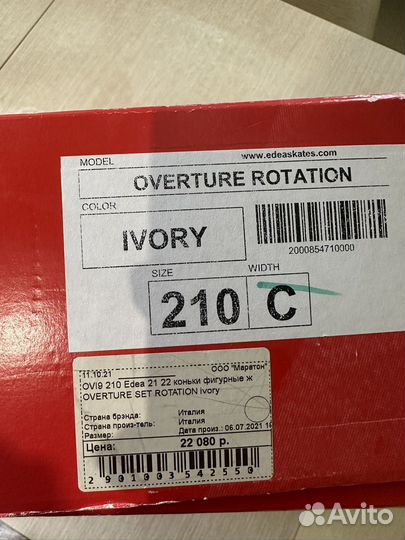 www.edeaskates.com
MODEL
OVERTURE ROTATION
COLOR
IVORY
2000854710000
SIZE
WIDTH
210
C
11.10.21
ООО "Маратон"
OVI9 210 Edea 21 22 коньки фигурные ж
OVERTURE SET ROTATION ivory
Страна брэнда: Италия
Страна произ-тель: Италия
Размер: Дата произ.: 06.07.2021
Цена: 22 080 р.
2901003542550
Avito